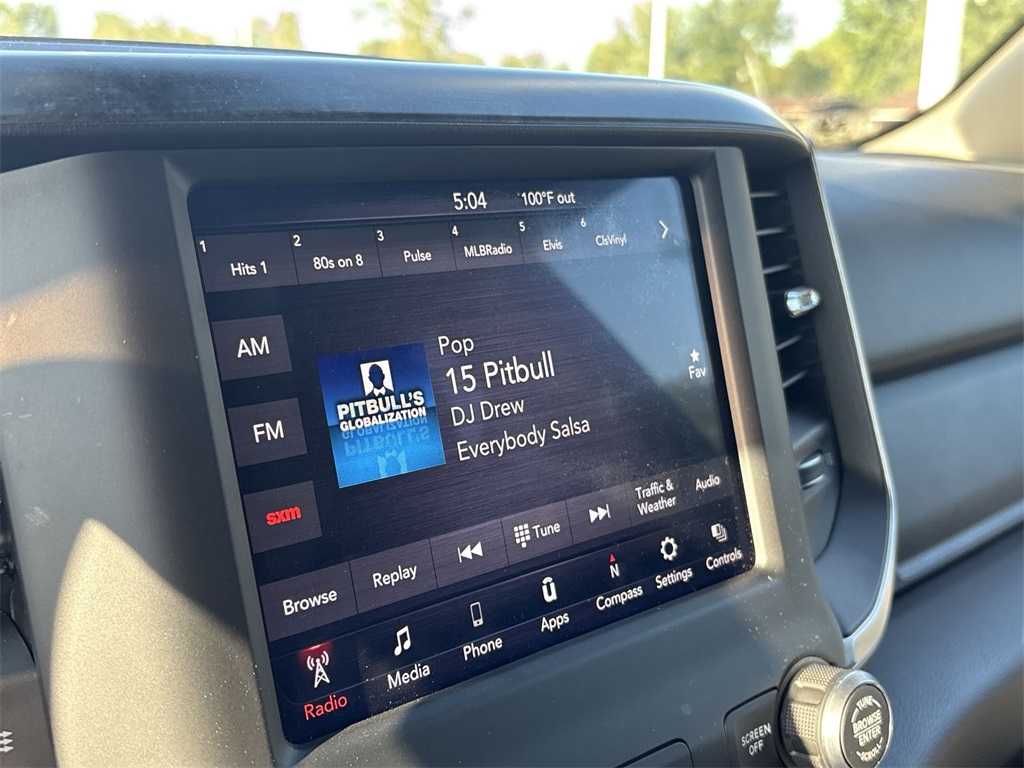 5:04 100°F out
1 Hits 1
2 80s on 8
3 Pulse
4 MLBRadio
5 Elvis
6 ClsVinyl
AM
FM
sxm
PITBULL'S
GLOBALIZATION
Pop
15 Pitbull
DJ Drew
Everybody Salsa
Fav
Browse
Replay
Tune
Traffic &
Weather
Audio
Radio
Media
Phone
Apps
N
Compass
Settings
Controls
SCREEN
OFF
TUNE
BROWSE
ENTER
SCROLL